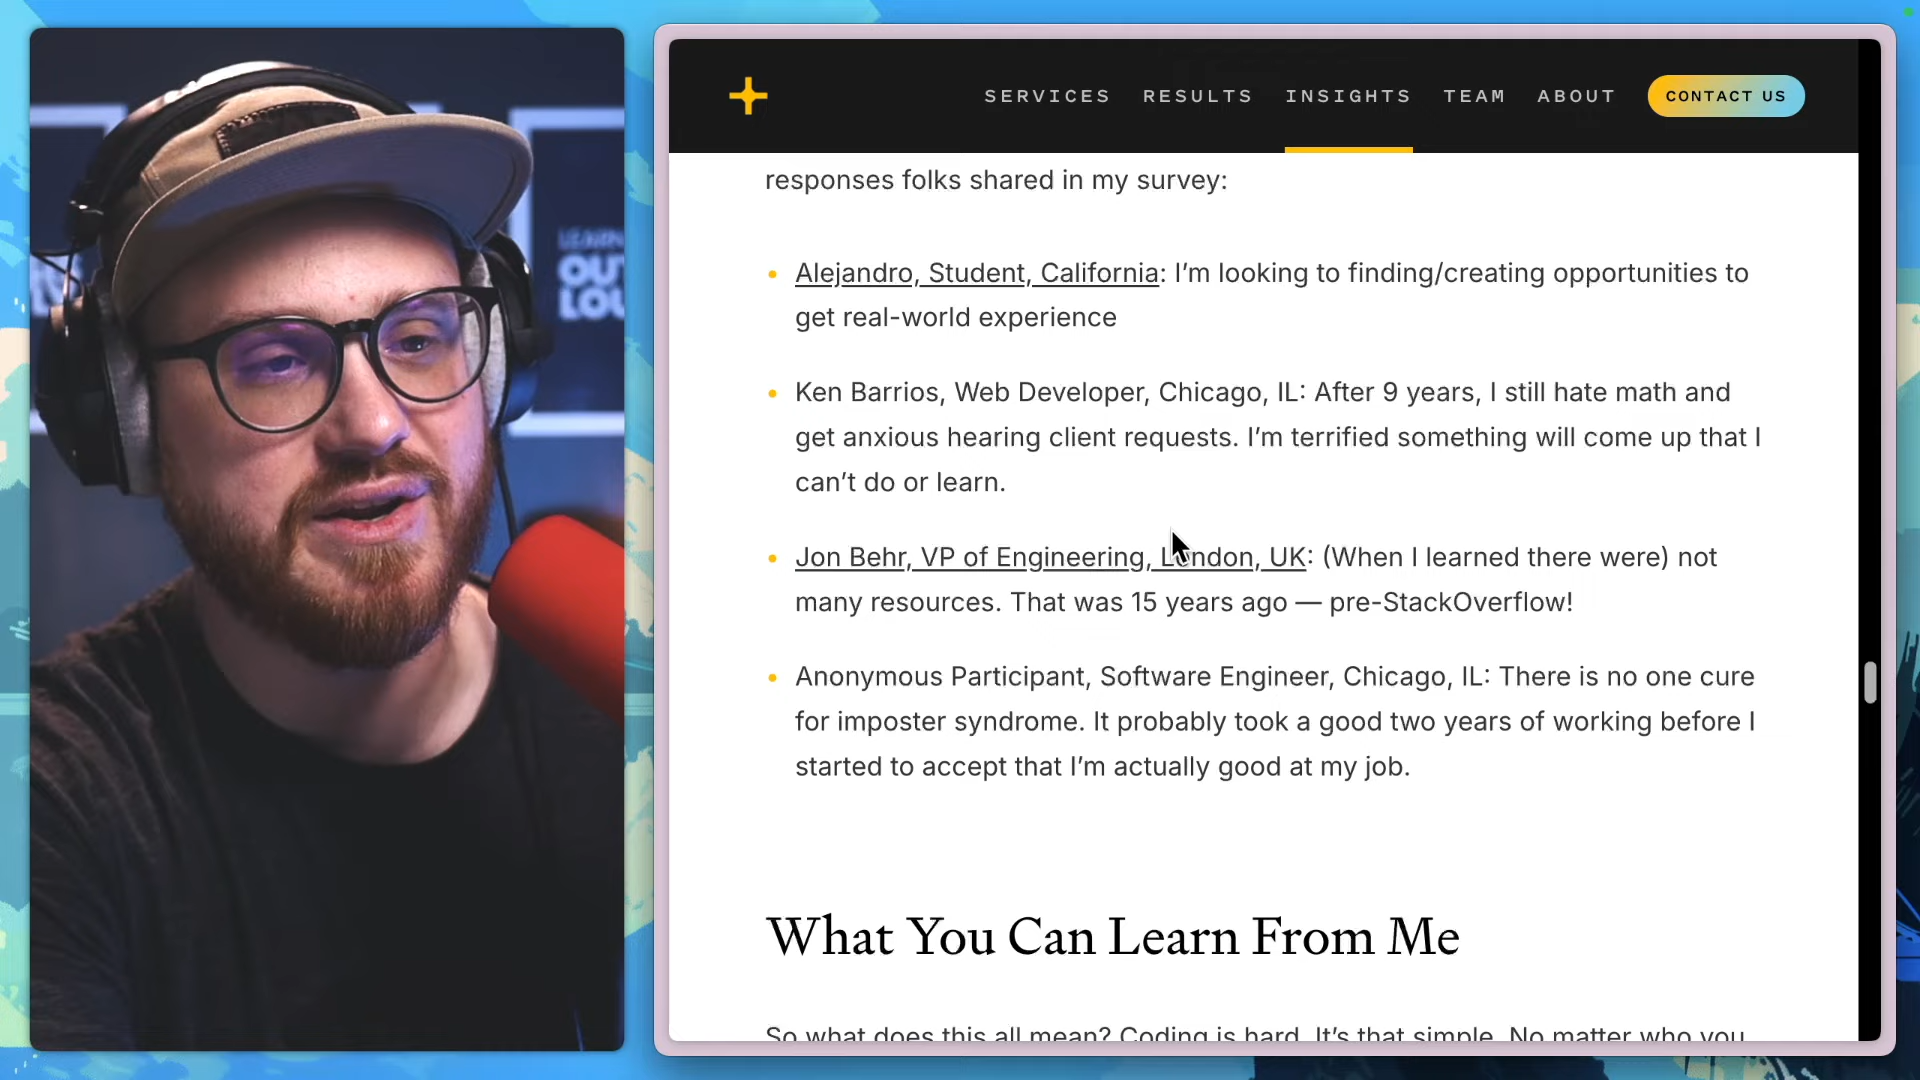 SERVICES RESULTS INSIGHTS TEAM ABOUT CONTACT US
responses folks shared in my survey:
Alejandro, Student, California: I’m looking to finding/creating opportunities to
get real-world experience
Ken Barrios, Web Developer, Chicago, IL: After 9 years, I still hate math and
get anxious hearing client requests. I’m terrified something will come up that I
can’t do or learn.
Jon Behr, VP of Engineering, London, UK: (When I learned there were) not
many resources. That was 15 years ago — pre-StackOverflow!
Anonymous Participant, Software Engineer, Chicago, IL: There is no one cure
for imposter syndrome. It probably took a good two years of working before I
started to accept that I’m actually good at my job.
What You Can Learn From Me
So what does this all mean? Coding is hard. It’s that simple. No matter who you